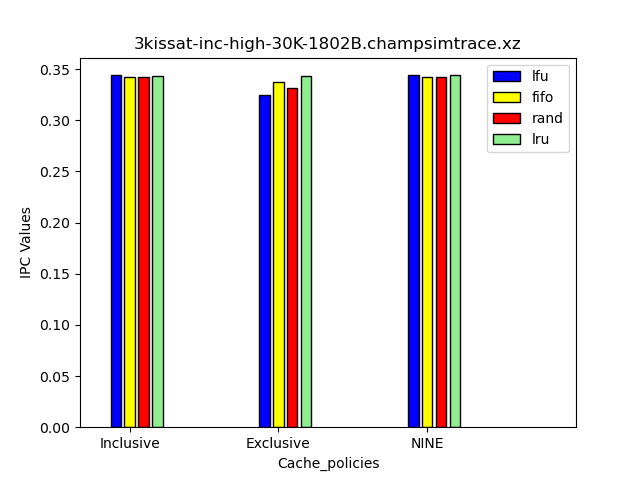 3kissat-inc-high-30K-1802B.champsimtrace.xz
lfu
fifo
rand
lru
IPC Values
0.35
0.30
0.25
0.20
0.15
0.10
0.05
0.00
Inclusive
Exclusive
NINE
Cache_policies